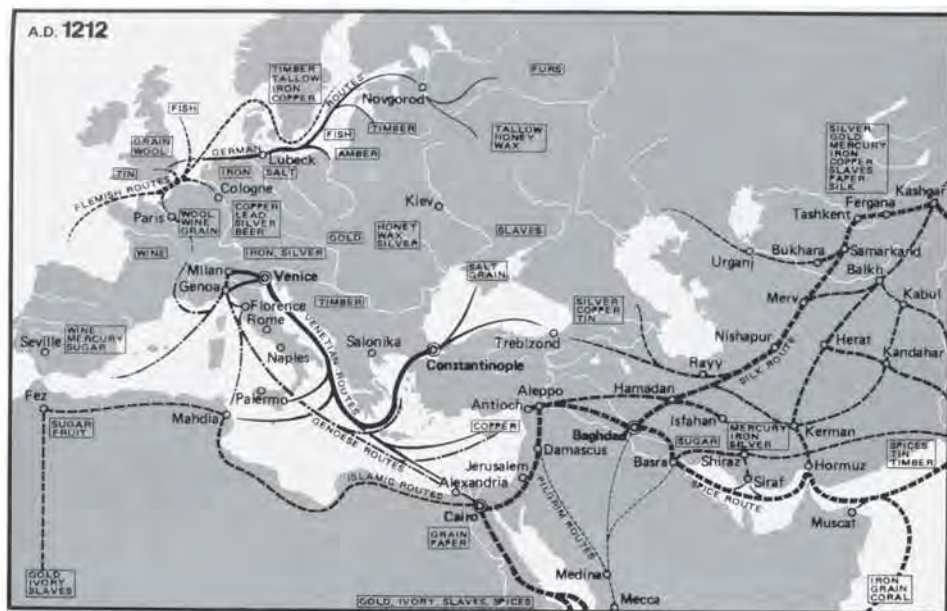 A.D. 1212
TIMBER
TALLOW
IRON
COPPER
ROUTES
FURS
Novgorod
FISH
TIMBER
FISH
GRAIN
WOOL
GERMAN
Lubeck
AMBER
TALLOW
HONEY
WAX
TIN
IRON
SALT
FLEMISH ROUTES
Cologne
Paris
WOOL
WINE
GRAIN
COPPER
LEAD
SILVER
BEER
Kiev
WINE
IRON, SILVER
GOLD
HONEY
WAX
SILVER
SLAVES
SILVER
GOLD
MERCURY
IRON
COPPER
SLAVES
PAPER
SILK
Kashgar
Fergana
Tashkent
Urganj
Bukhara
Samarkand
Balkh
Milan
Genoa
Venice
SALT
GRAIN
Merv
Kabul
Florence
Rome
TIMBER
VENETIAN ROUTES
SILVER
COPPER
TIN
Seville
WINE
MERCURY
SUGAR
Naples
Salonika
Constantinople
Trebizond
Nishapur
Herat
Kandahar
Rayy
SILK ROUTE
Fez
SUGAR
FRUIT
Mahdia
Palermo
GENOESE ROUTES
Antioch
Aleppo
Hamadan
COPPER
Baghdad
Isfahan
MERCURY
IRON
SILVER
Kerman
Damascus
Basra
SUGAR
Shiraz
Siraf
Hormuz
SPICES
TIN
TIMBER
Jerusalem
Alexandria
ISLAMIC ROUTES
Cairo
PILGRIM ROUTES
SPICE ROUTE
Muscat
GRAIN
PAPER
Medina
Mecca
GOLD, IVORY
SLAVES
GOLD, IVORY, SLAVES, SPICES
IRON
GRAIN
CORAL